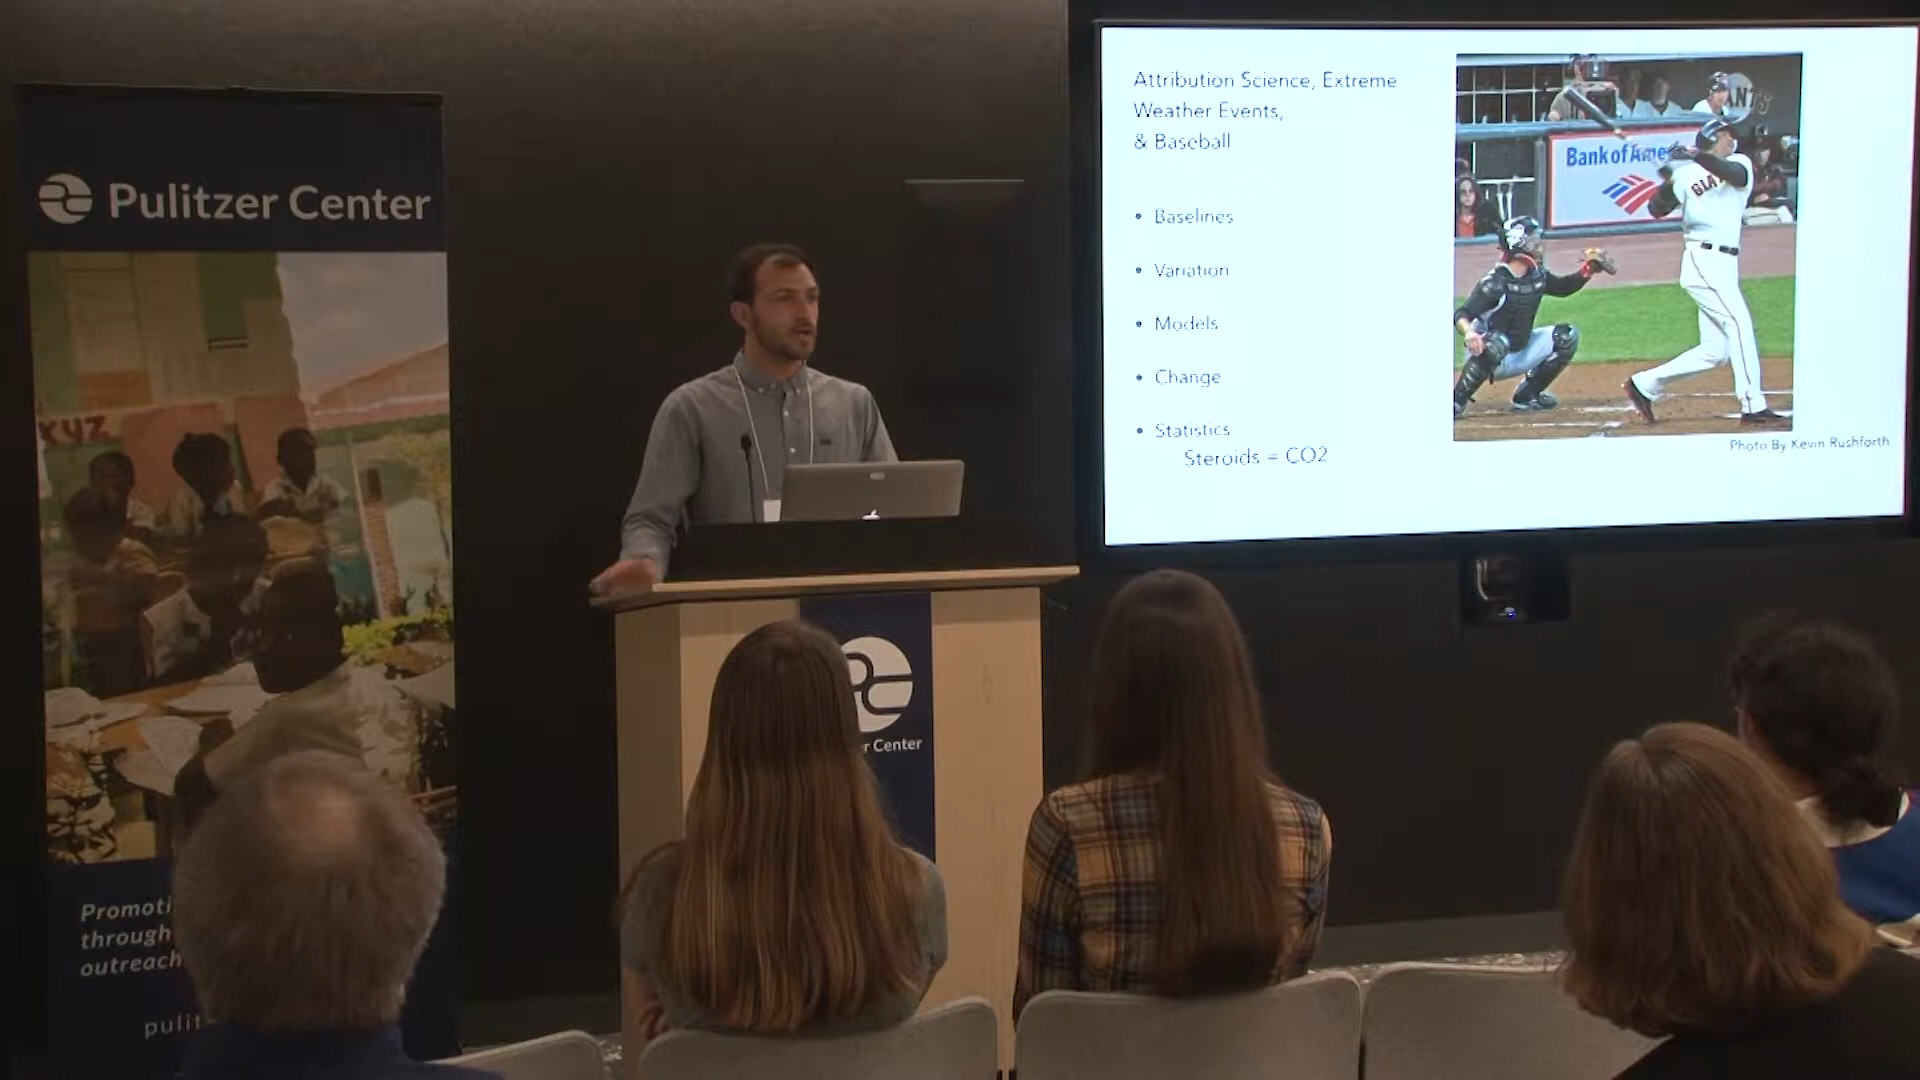 Pulitzer Center
XYZ
Promoti
through
outreach
pulit
r Center
Attribution Science, Extreme
Weather Events,
& Baseball
• Baselines
• Variation
• Models
• Change
• Statistics
Steroids = CO2
ANTS
Bank of Ame
GIA
Photo By Kevin Rushforth